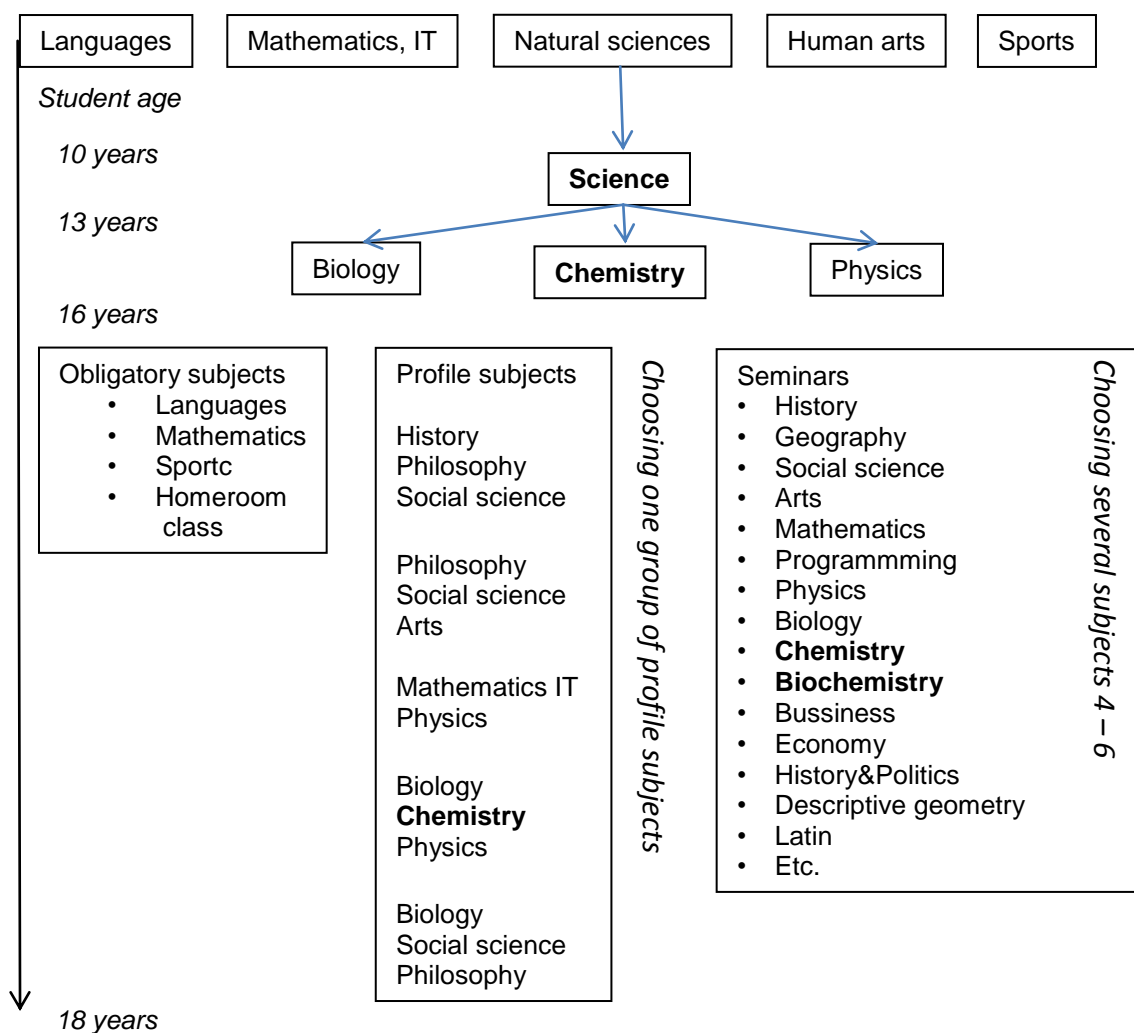 Languages
Mathematics, IT
Natural sciences
Human arts
Sports
Student age
10 years
Science
13 years
Biology
Chemistry
Physics
16 years
Obligatory subjects
• Languages
• Mathematics
• Sportc
• Homeroom
class
Profile subjects
History
Philosophy
Social science
Philosophy
Social science
Arts
Mathematics IT
Physics
Biology
Chemistry
Physics
Biology
Social science
Philosophy
Choosing one group of profile subjects
Seminars
• History
• Geography
• Social science
• Arts
• Mathematics
• Programmming
• Physics
• Biology
• Chemistry
• Biochemistry
• Bussiness
• Economy
• History&Politics
• Descriptive geometry
• Latin
• Etc.
Choosing several subjects 4 – 6
18 years